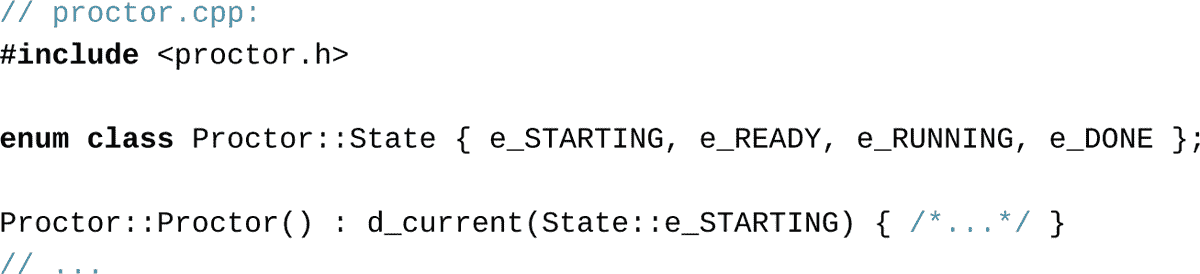 // proctor.cpp:
#include <proctor.h>
enum class Proctor::State { e_STARTING, e_READY, e_RUNNING, e_DONE };
Proctor::Proctor() : d_current(State::e_STARTING) { /*...*/ }
// ...